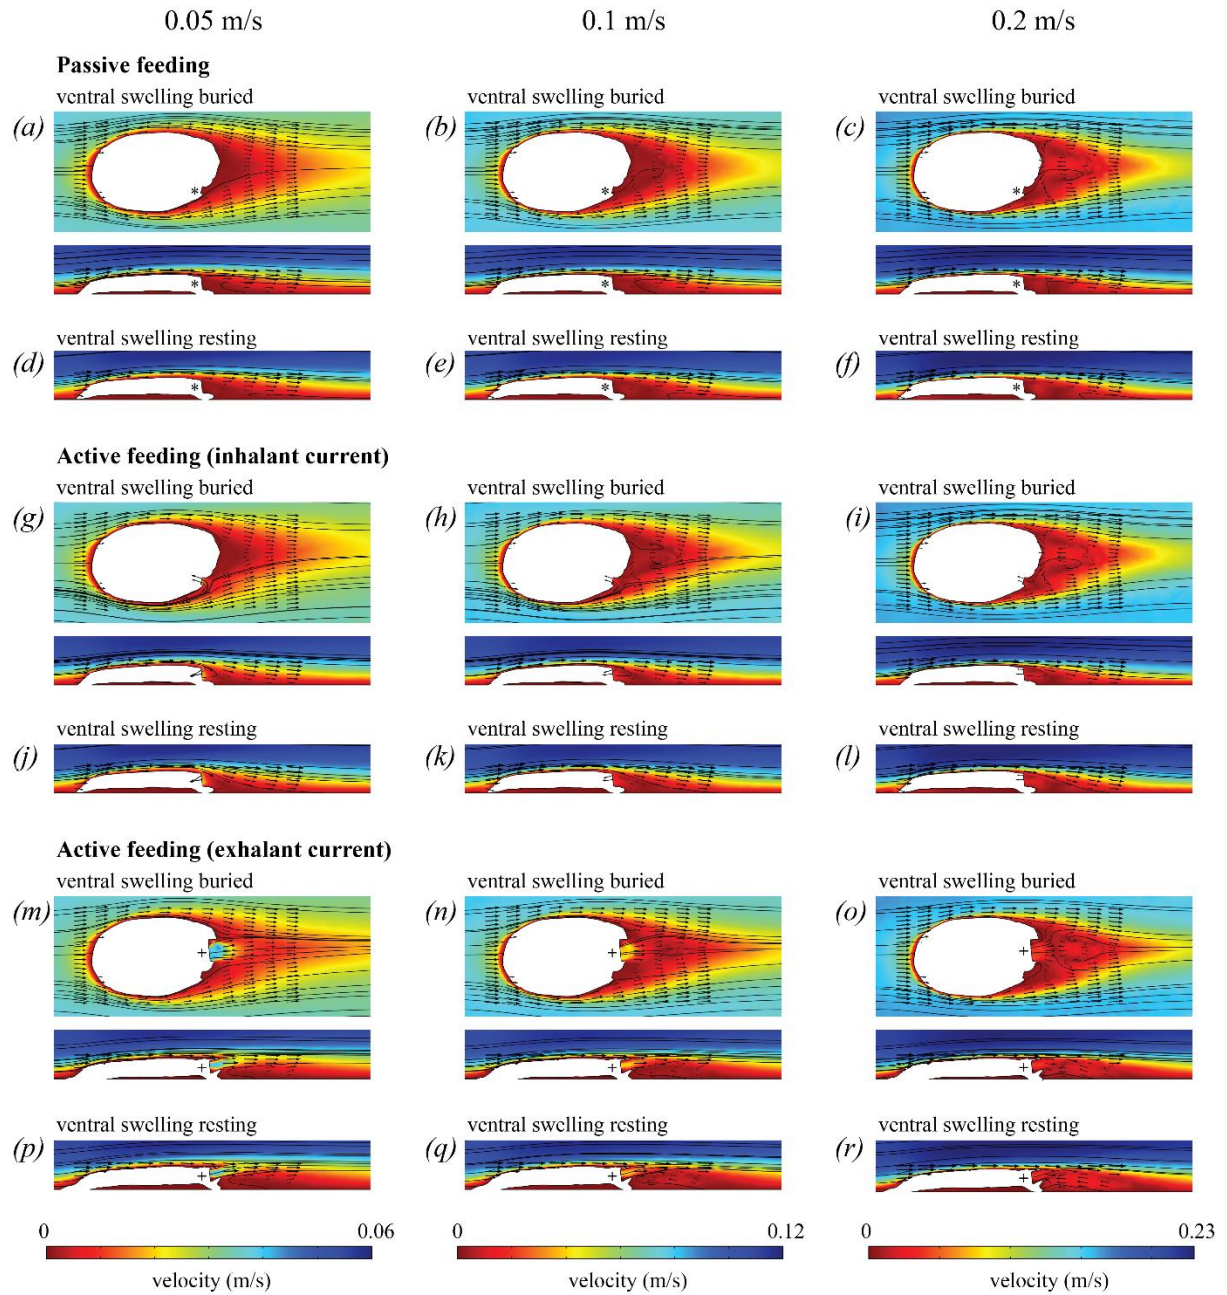 0.05 m/s 0.1 m/s 0.2 m/s
Passive feeding
ventral swelling buried ventral swelling buried ventral swelling buried
(a) (b) (c)
* * *
* * *
ventral swelling resting ventral swelling resting ventral swelling resting
(d) (e) (f)
* * *
Active feeding (inhalant current)
ventral swelling buried ventral swelling buried ventral swelling buried
(g) (h) (i)
ventral swelling resting ventral swelling resting ventral swelling resting
(j) (k) (l)
Active feeding (exhalant current)
ventral swelling buried ventral swelling buried ventral swelling buried
(m) (n) (o)
+ + +
+ + +
ventral swelling resting ventral swelling resting ventral swelling resting
(p) (q) (r)
+ + +
0 0.06 0 0.12 0 0.23
velocity (m/s) velocity (m/s) velocity (m/s)